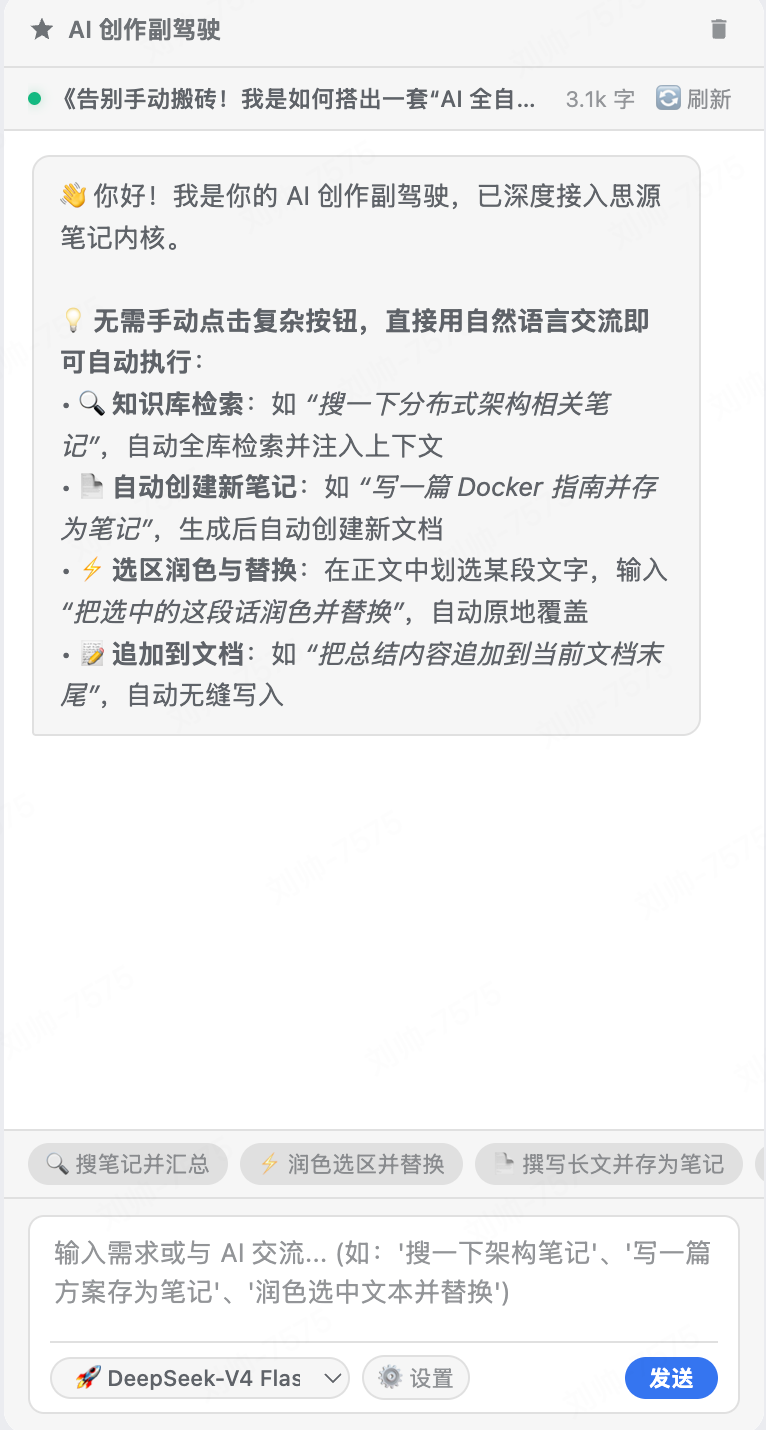 AI 创作副驾驶
《告别手动搬砖！我是如何搭出一套“AI 全自... 3.1k 字 刷新
👋 你好！我是你的 AI 创作副驾驶，已深度接入思源
笔记内核。
💡 无需手动点击复杂按钮，直接用自然语言交流即
可自动执行：
• 🔍 知识库检索：如 “搜一下分布式架构相关笔
记”，自动全库检索并注入上下文
• 📄 自动创建新笔记：如 “写一篇 Docker 指南并存
为笔记”，生成后自动创建新文档
• ⚡ 选区润色与替换：在正文中划选某段文字，输入
“把选中的这段话润色并替换”，自动原地覆盖
• 📝 追加到文档：如 “把总结内容追加到当前文档末
尾”，自动无缝写入
🔍 搜笔记并汇总 ⚡ 润色选区并替换 📄 撰写长文并存为笔记
输入需求或与 AI 交流... (如：'搜一下架构笔记'、'写一篇
方案存为笔记'、'润色选中文本并替换')
🚀 DeepSeek-V4 Flas ⚙️ 设置 发送